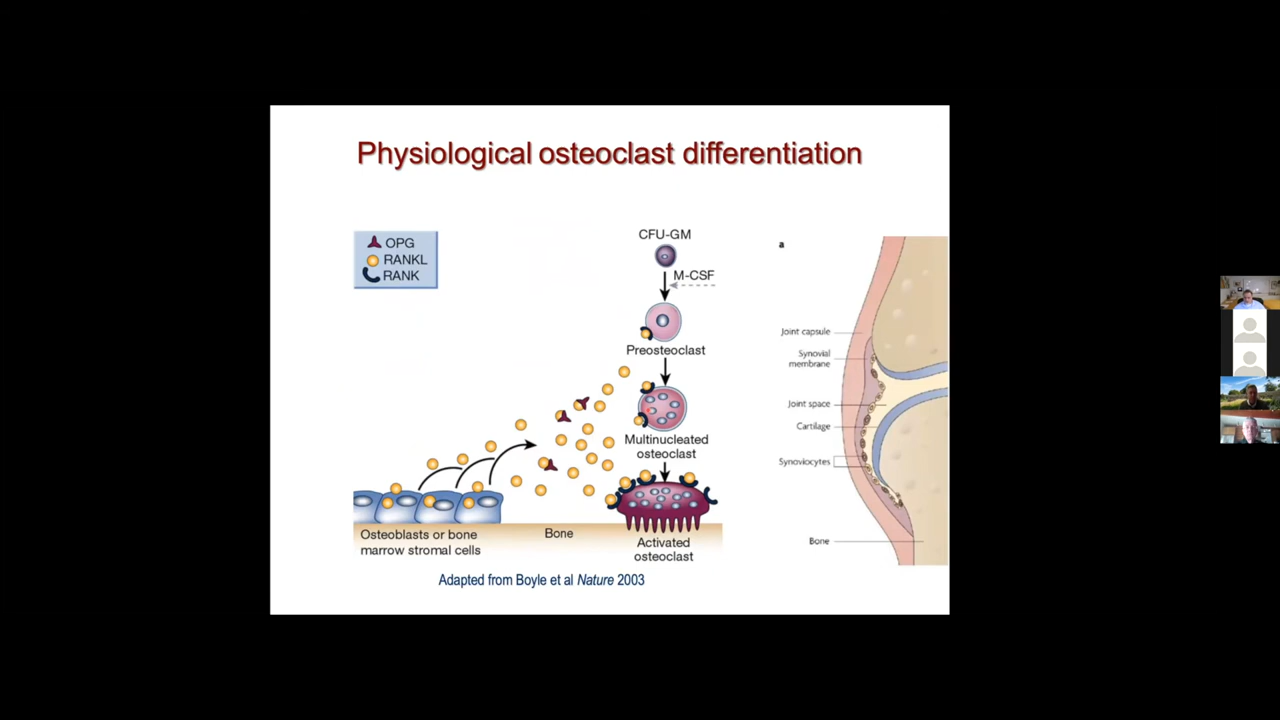 Physiological osteoclast differentiation
OPG
RANKL
RANK
CFU-GM
M-CSF
Preosteoclast
Multinucleated
osteoclast
Activated
osteoclast
Osteoblasts or bone
marrow stromal cells
Bone
Adapted from Boyle et al Nature 2003
a
Joint capsule
Synovial
membrane
Joint space
Cartilage
Synoviocytes
Bone